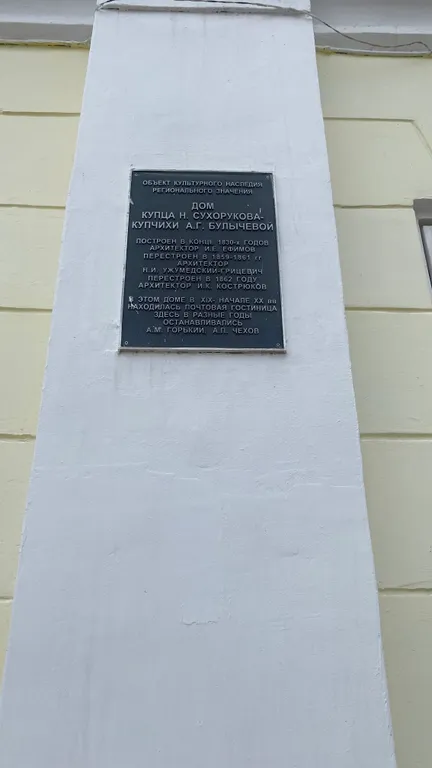 ОБЪЕКТ КУЛЬТУРНОГО НАСЛЕДИЯ
РЕГИОНАЛЬНОГО ЗНАЧЕНИЯ
ДОМ
КУПЦА Н. СУХОРУКОВА-
КУПЧИХИ А.Г. БУЛЫЧЕВОЙ
ПОСТРОЕН В КОНЦЕ 1830-х ГОДОВ
АРХИТЕКТОР И.Е. ЕФИМОВ
ПЕРЕСТРОЕН В 1859-1861 гг
АРХИТЕКТОР
Н.И. УЖУМЕДСКИЙ-ГРИЦЕВИЧ
ПЕРЕСТРОЕН В 1862 ГОДУ
АРХИТЕКТОР И.К. КОСТРЮКОВ
В ЭТОМ ДОМЕ В XIX- НАЧАЛЕ XX вв
НАХОДИЛАСЬ ПОЧТОВАЯ ГОСТИНИЦА
ЗДЕСЬ В РАЗНЫЕ ГОДЫ
ОСТАНАВЛИВАЛИСЬ
А.М. ГОРЬКИЙ, А.П. ЧЕХОВ